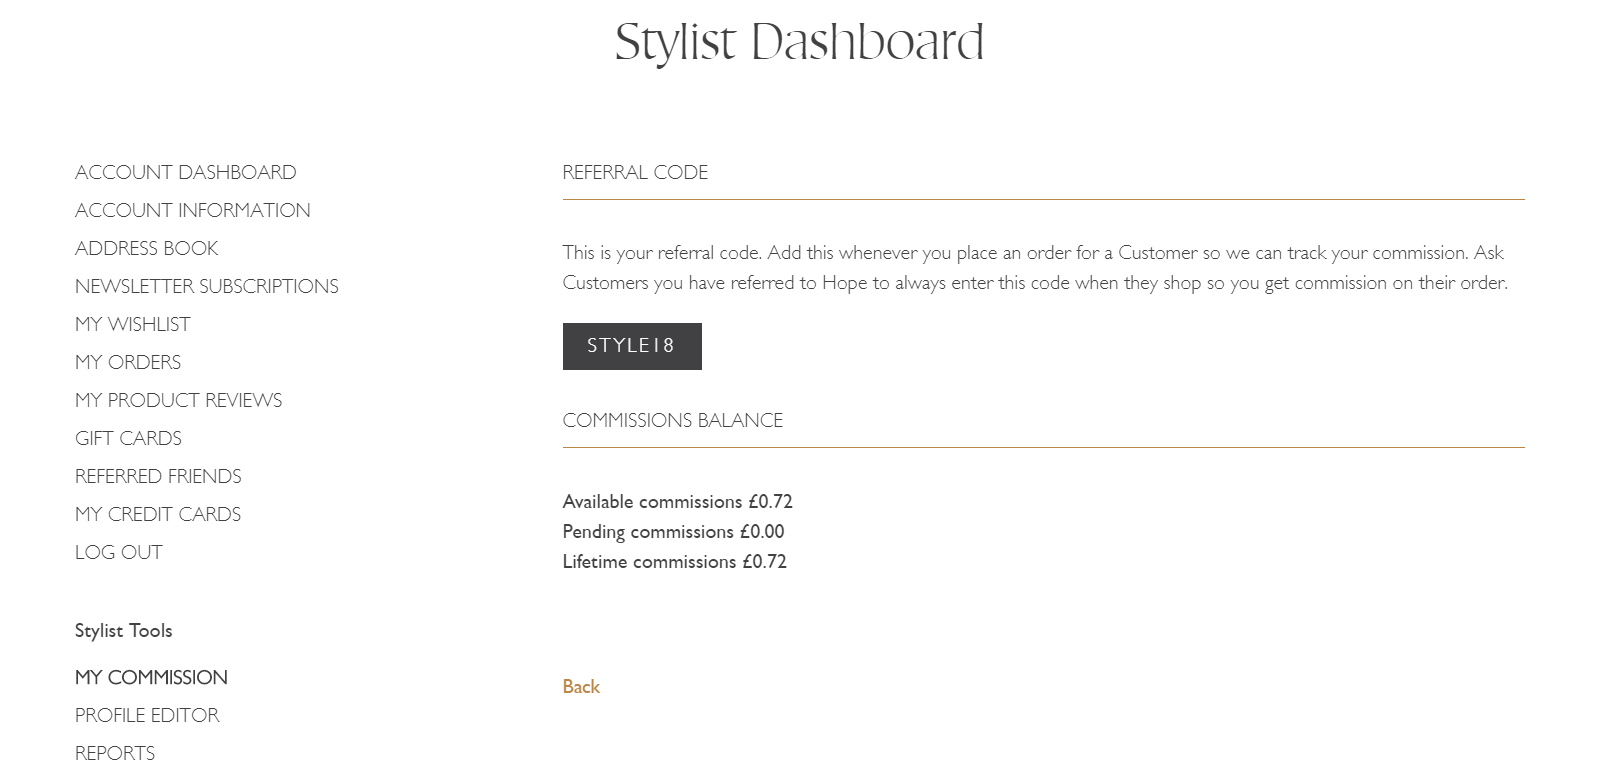 Stylist Dashboard
ACCOUNT DASHBOARD
ACCOUNT INFORMATION
ADDRESS BOOK
NEWSLETTER SUBSCRIPTIONS
MY WISHLIST
MY ORDERS
MY PRODUCT REVIEWS
GIFT CARDS
REFERRED FRIENDS
MY CREDIT CARDS
LOG OUT
Stylist Tools
MY COMMISSION
PROFILE EDITOR
REPORTS
REFERRAL CODE
This is your referral code. Add this whenever you place an order for a Customer so we can track your commission. Ask
Customers you have referred to Hope to always enter this code when they shop so you get commission on their order.
STYLE18
COMMISSIONS BALANCE
Available commissions £0.72
Pending commissions £0.00
Lifetime commissions £0.72
Back